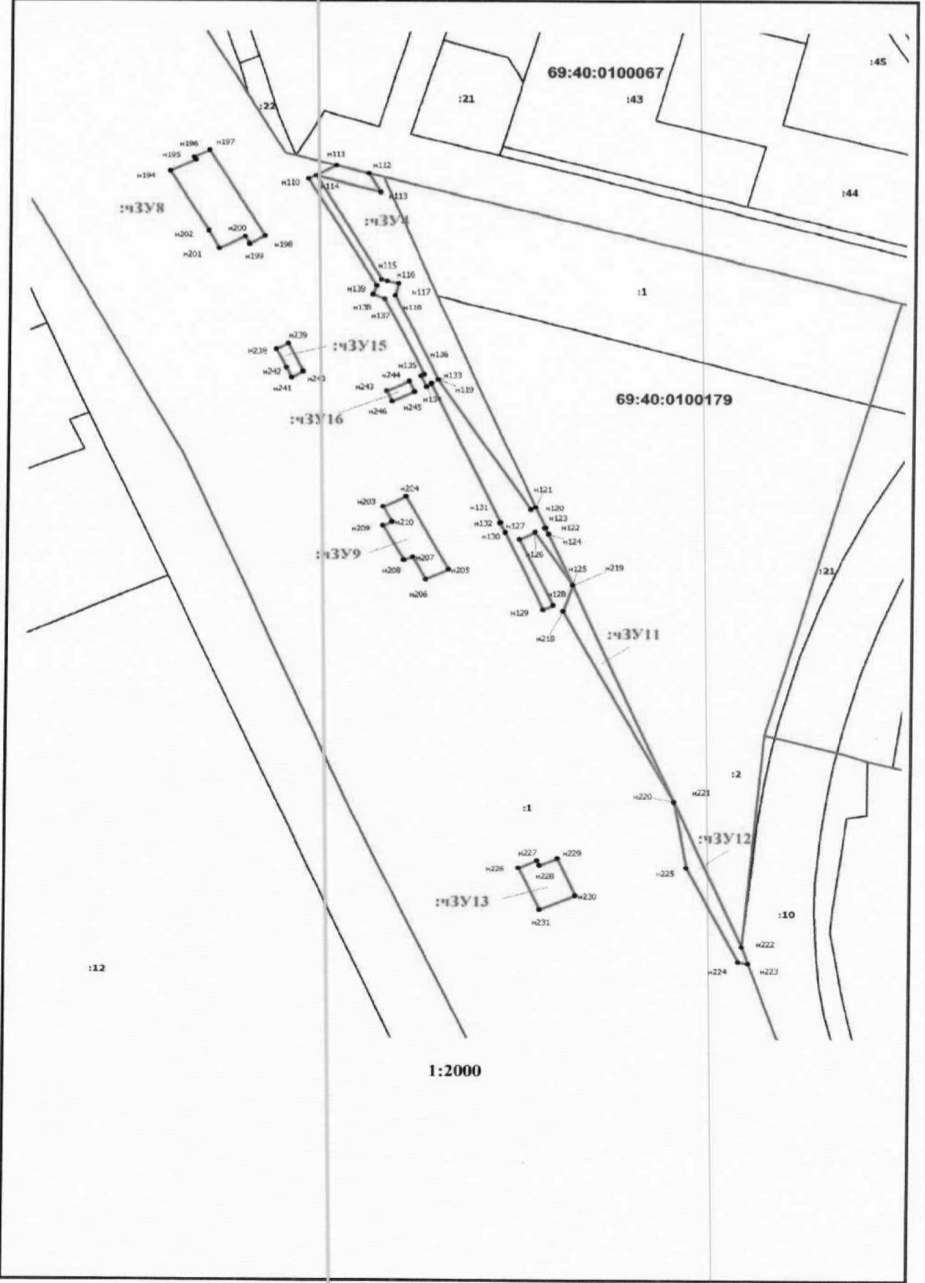 69:40:0100067
:45
:21
:43
:22
:44
н196
н197
н195
н194
н111
н112
н110
н114
н113
:чЗУ8
:чЗУ4
н200
н202
н201
н199
н198
н115
н139
н116
н138
н117
н137
н118
:1
н239
н239
:чЗУ15
н242
н240
н241
н136
н135
н244
н133
н243
н119
н134
н245
н246
:чЗУ16
69:40:0100179
н204
н203
н121
н120
н131
н210
н209
н132
н127
н123
н130
н122
н124
н126
:чЗУ9
н207
н208
н205
н206
н125
н219
:21
н128
н129
н218
:чЗУ11
:2
н220
н221
:1
:чЗУ12
н227
н229
н226
н228
н225
н230
:чЗУ13
н231
:10
н222
н224
н223
:12
1:2000